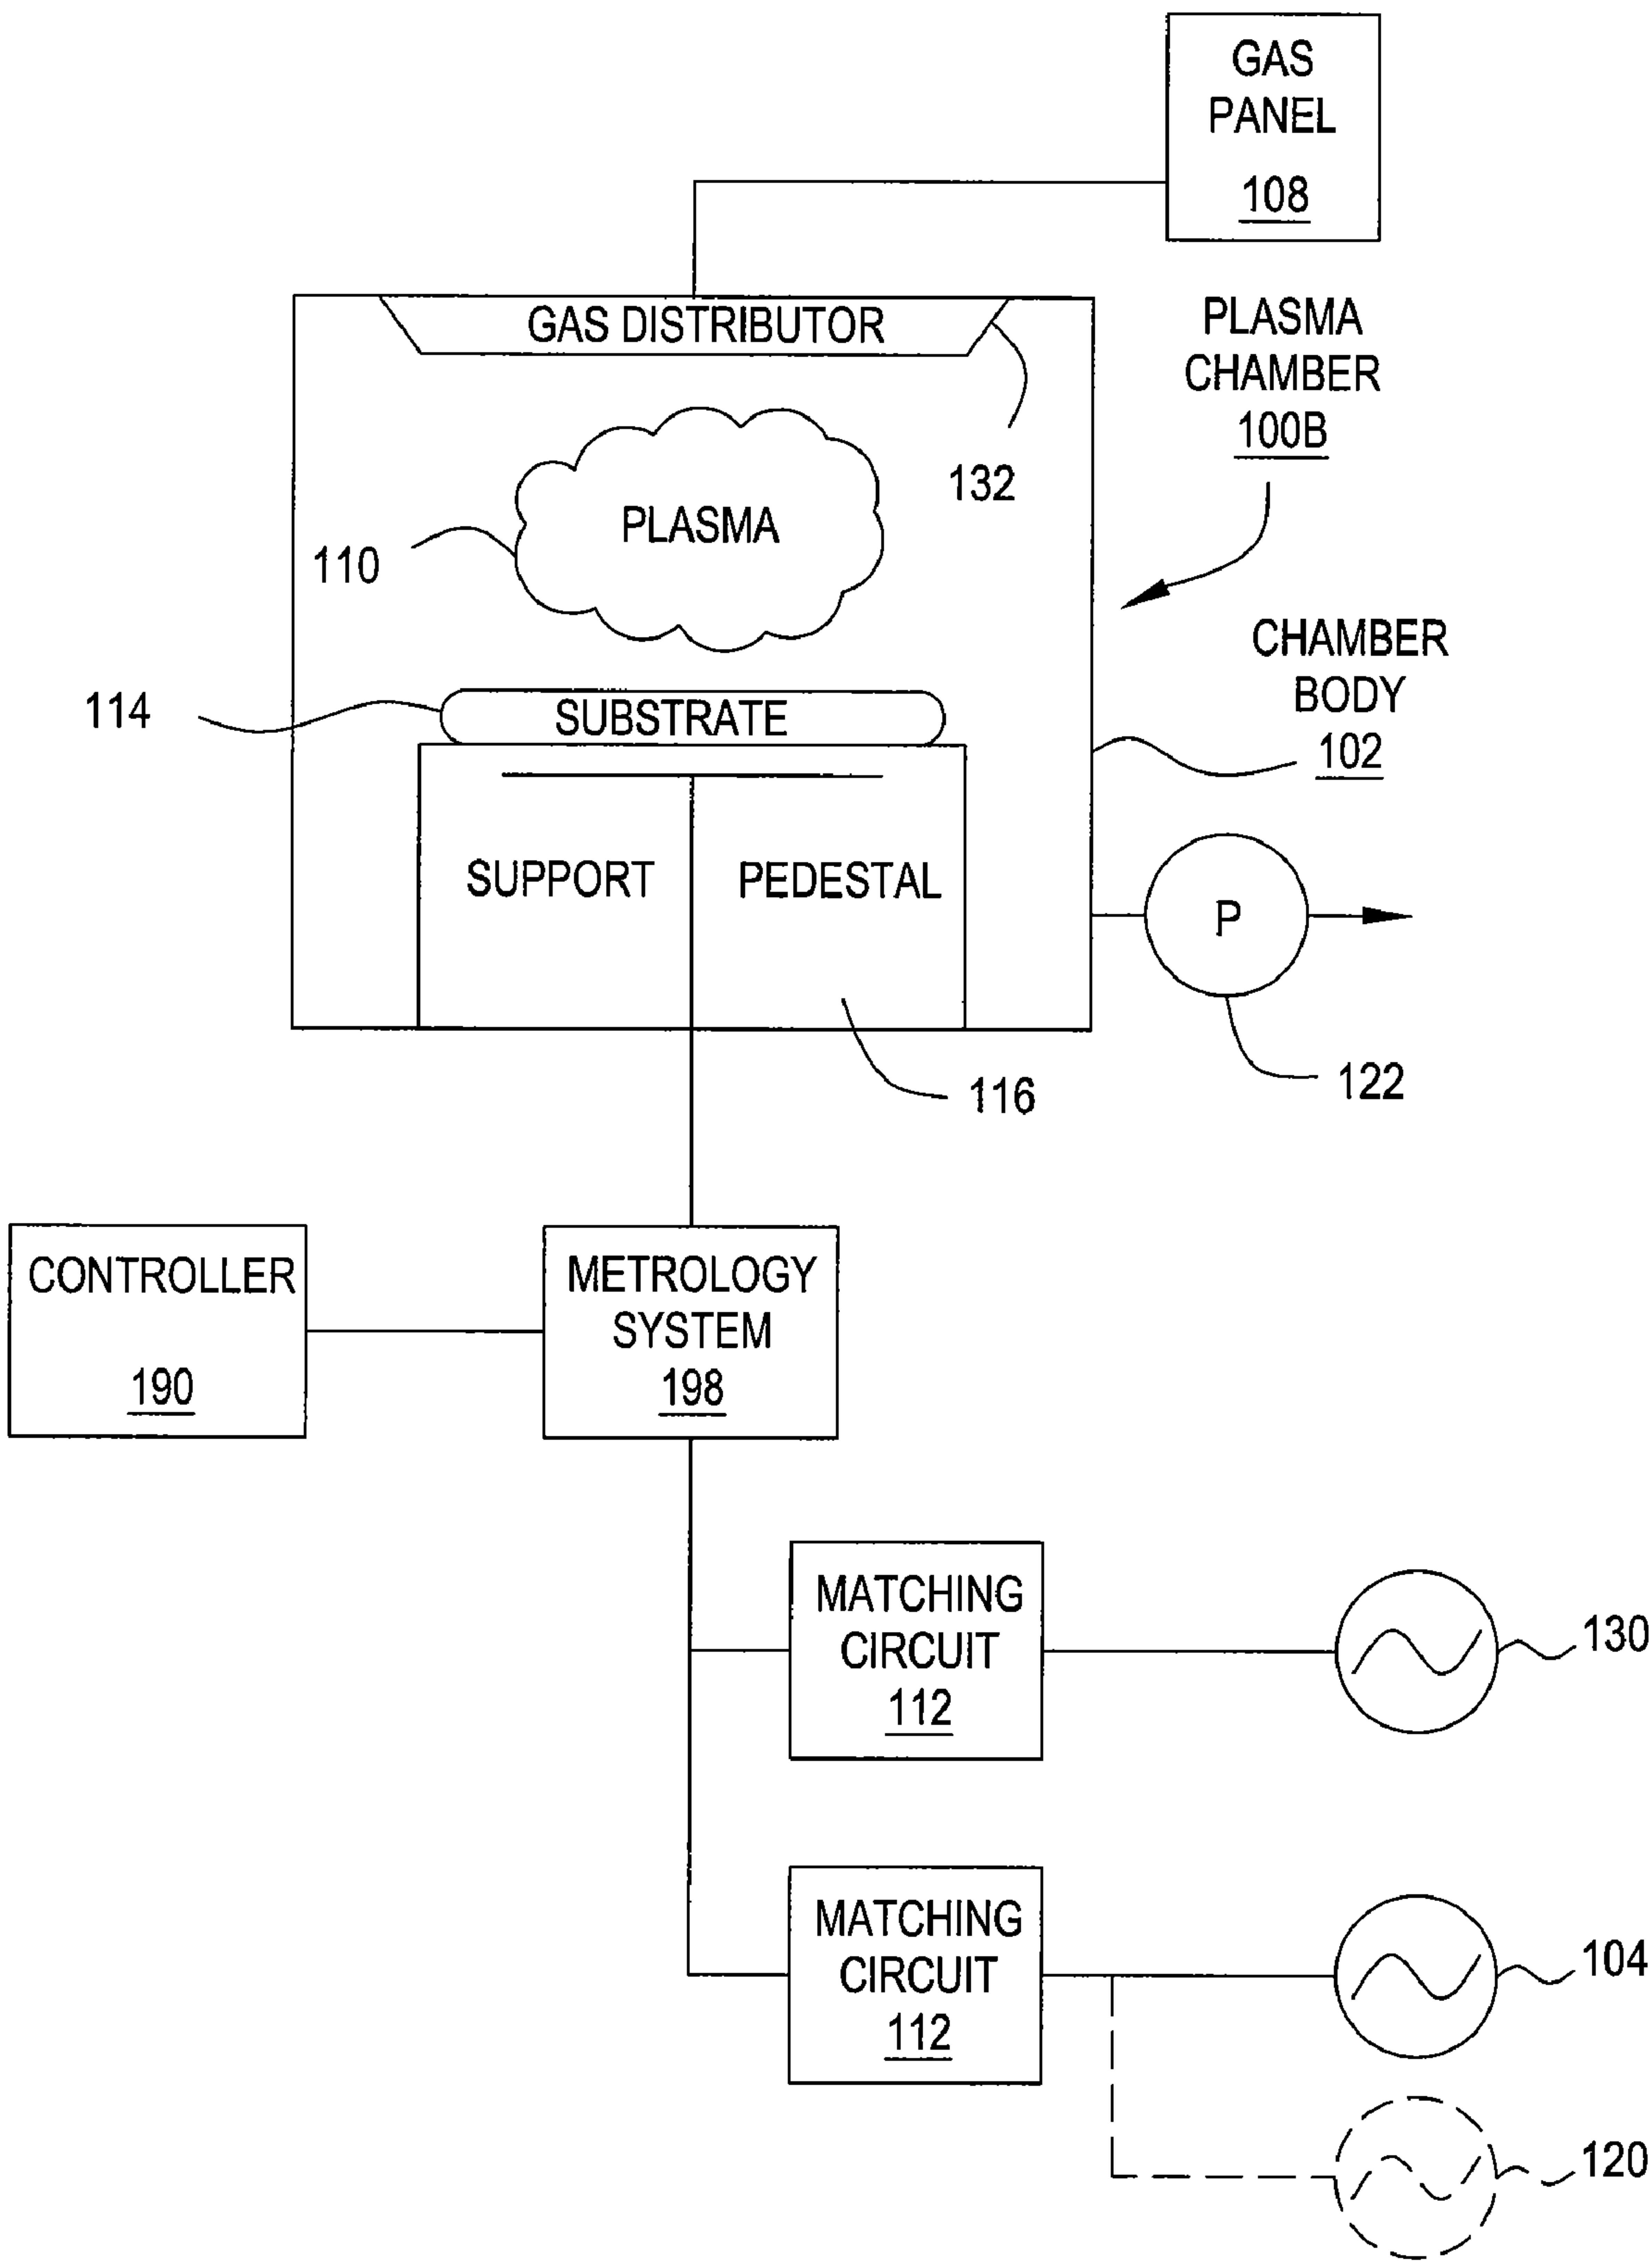 GAS
PANEL
108
GAS DISTRIBUTOR
PLASMA
CHAMBER
100B
132
PLASMA
110
CHAMBER
BODY
102
114
SUBSTRATE
SUPPORT PEDESTAL
P
116
122
CONTROLLER
190
METROLOGY
SYSTEM
198
MATCHING
CIRCUIT
112
130
MATCHING
CIRCUIT
112
104
120